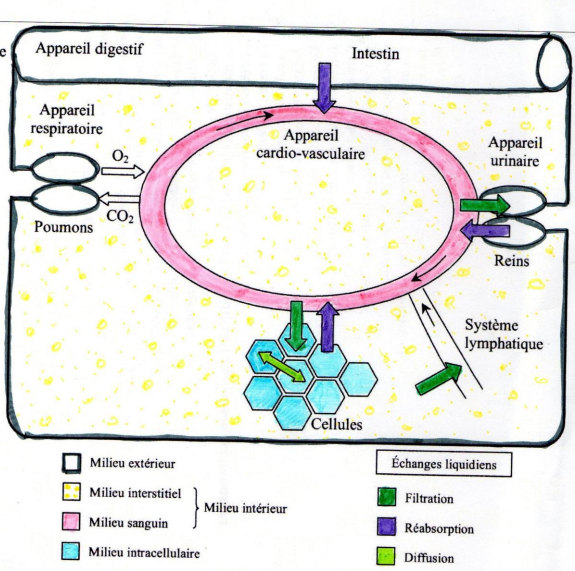 e
Appareil digestif
Intestin
Appareil
respiratoire
O2
CO2
Poumons
Appareil
cardio-vasculaire
Appareil
urinaire
Reins
Système
lymphatique
Cellules
Milieu extérieur
Milieu interstitiel
Milieu sanguin
Milieu intérieur
Milieu intracellulaire
Échanges liquidiens
Filtration
Réabsorption
Diffusion